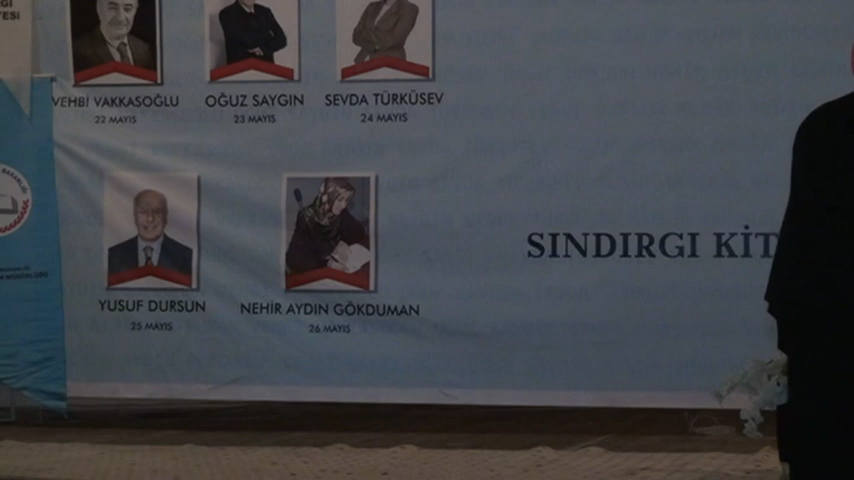 VEHBİ VAKKASOĞLU
22 MAYIS
OĞUZ SAYGIN
23 MAYIS
SEVDA TÜRKÜSEV
24 MAYIS
YUSUF DURSUN
25 MAYIS
NEHİR AYDIN GÖKDUMAN
26 MAYIS
SINDIRGI KİT